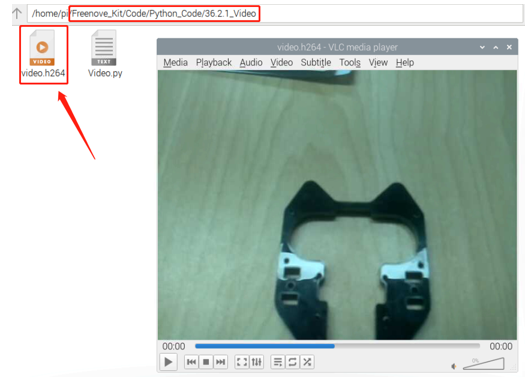 /home/pi/Freenove_Kit/Code/Python_Code/36.2.1_Video
VIDEO
video.h264
TEXT
Video.py
video.h264 - VLC media player
Media Playback Audio Video Subtitle Tools View Help
00:00 00:00
0%